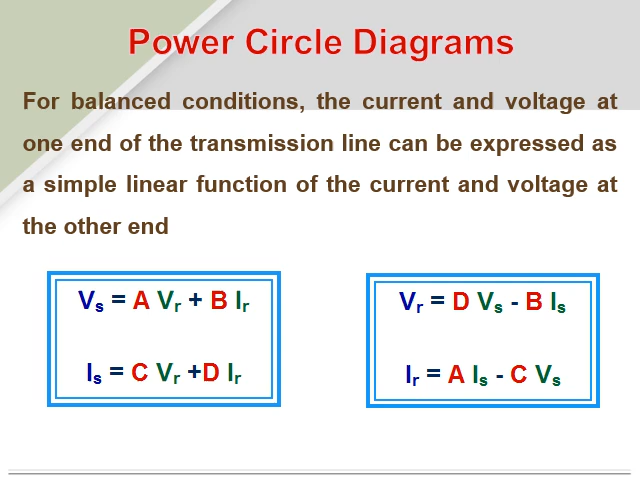 Power Circle Diagrams
For balanced conditions, the current and voltage at
one end of the transmission line can be expressed as
a simple linear function of the current and voltage at
the other end
Vs = A Vr + B Ir
Is = C Vr +D Ir
Vr = D Vs - B Is
Ir = A Is - C Vs